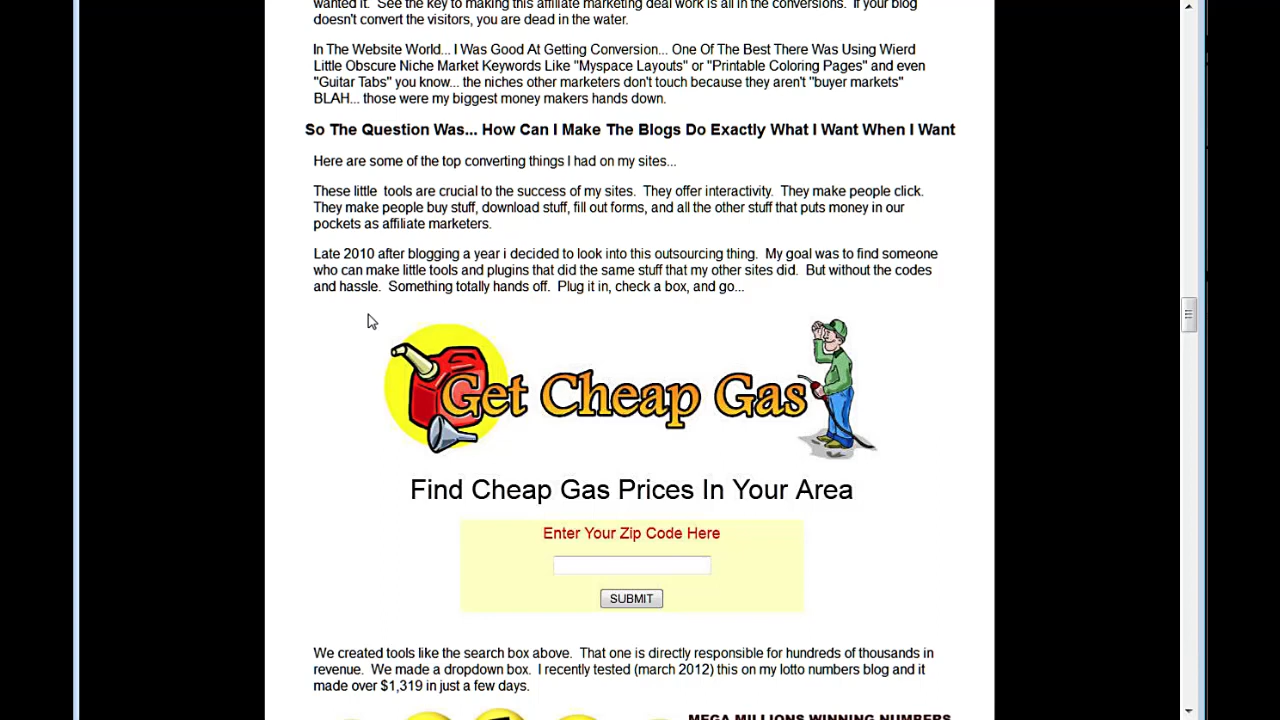 wanted it. See the key to making this affiliate marketing deal work is all in the conversions. If your blog
doesn't convert the visitors, you are dead in the water.
In The Website World... I Was Good At Getting Conversion... One Of The Best There Was Using Wierd
Little Obscure Niche Market Keywords Like "Myspace Layouts" or "Printable Coloring Pages" and even
"Guitar Tabs" you know... the niches other marketers don't touch because they aren't "buyer markets"
BLAH... those were my biggest money makers hands down.
So The Question Was... How Can I Make The Blogs Do Exactly What I Want When I Want
Here are some of the top converting things I had on my sites...
These little tools are crucial to the success of my sites. They offer interactivity. They make people click.
They make people buy stuff, download stuff, fill out forms, and all the other stuff that puts money in our
pockets as affiliate marketers.
Late 2010 after blogging a year i decided to look into this outsourcing thing. My goal was to find someone
who can make little tools and plugins that did the same stuff that my other sites did. But without the codes
and hassle. Something totally hands off. Plug it in, check a box, and go...
Get Cheap Gas
Find Cheap Gas Prices In Your Area
Enter Your Zip Code Here
SUBMIT
We created tools like the search box above. That one is directly responsible for hundreds of thousands in
revenue. We made a dropdown box. I recently tested (march 2012) this on my lotto numbers blog and it
made over $1,319 in just a few days.
MEGA MILLIONS WINNING NUMBERS